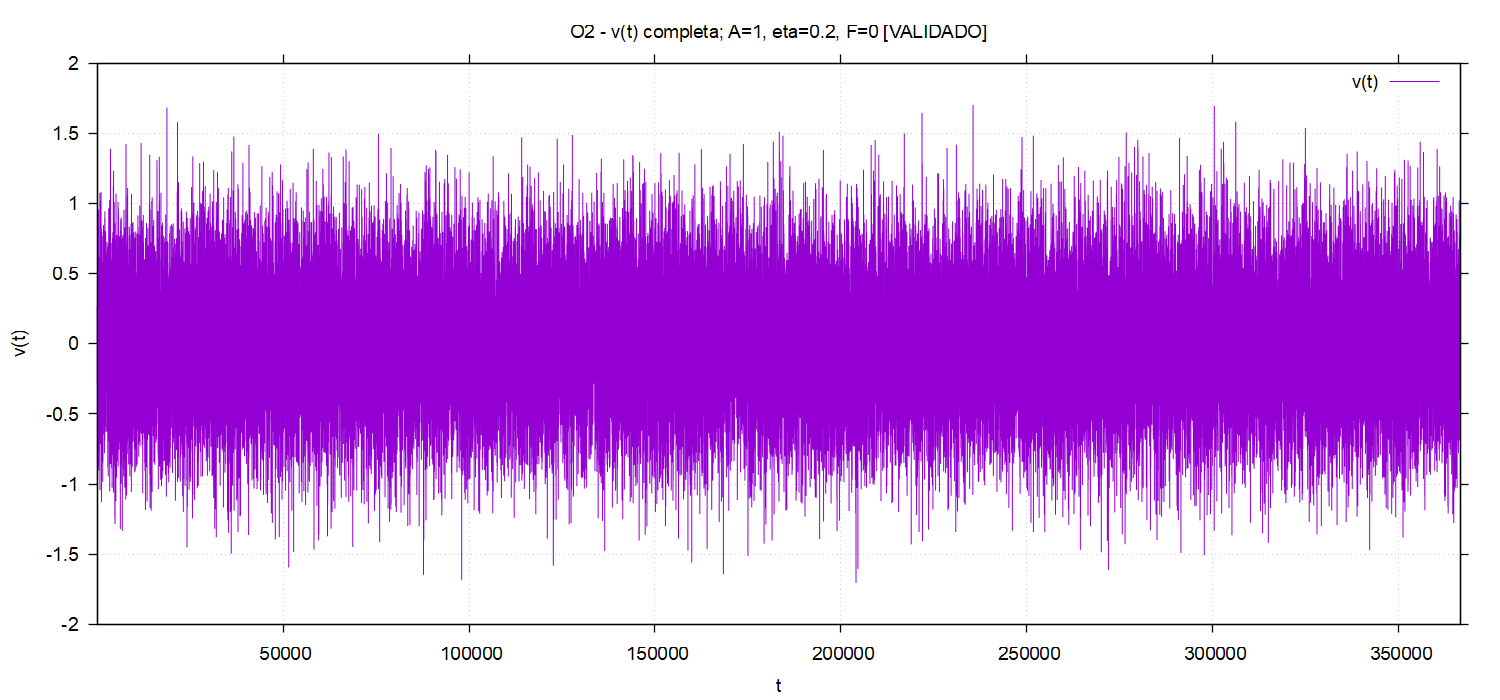 O2 - v(t) completa; A=1, eta=0.2, F=0 [VALIDADO]
v(t)
2
1.5
1
0.5
0
-0.5
-1
-1.5
-2
v(t)
50000 100000 150000 200000 250000 300000 350000
t